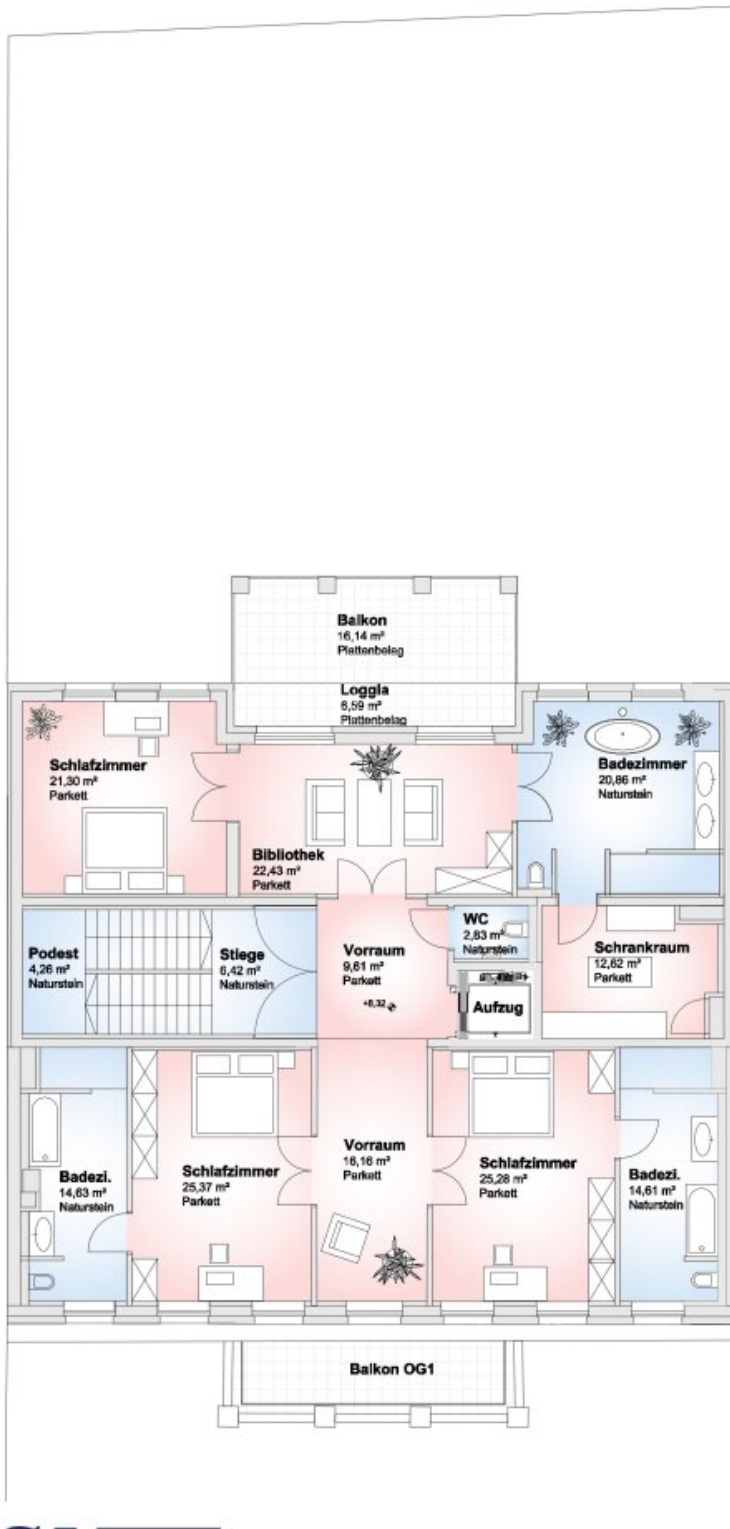 Balkon
16,14 m²
Plattenbelag
Loggia
6,59 m²
Plattenbelag
Schlafzimmer
21,30 m²
Parkett
Badezimmer
20,86 m²
Naturstein
Bibliothek
22,43 m²
Parkett
Podest
4,26 m²
Naturstein
Stiege
6,42 m²
Naturstein
Vorraum
9,61 m²
Parkett
+8,32
WC
2,83 m²
Naturstein
Aufzug
Schrankraum
12,62 m²
Parkett
Badezi.
14,63 m²
Naturstein
Schlafzimmer
25,37 m²
Parkett
Vorraum
18,16 m²
Parkett
Schlafzimmer
25,28 m²
Parkett
Badezi.
14,61 m²
Naturstein
Balkon OG1